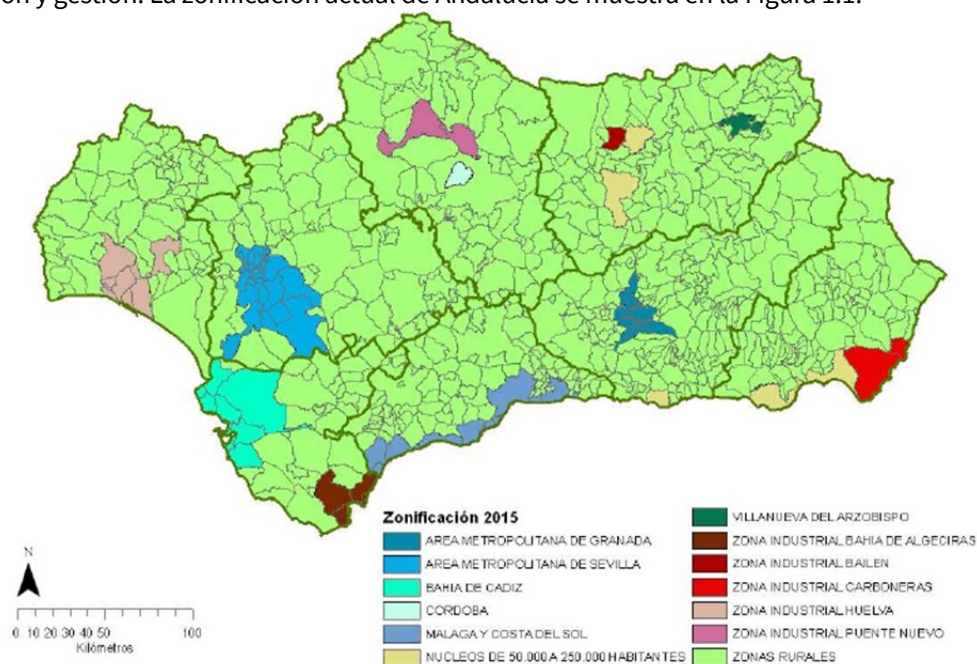 ón y gestión. La zonificación actual de Andalucía se muestra en la Figura 1.1.
Zonificación 2015
AREA METROPOLITANA DE GRANADA
AREA METROPOLITANA DE SEVILLA
BAHIA DE CADIZ
CORDOBA
MALAGA Y COSTA DEL SOL
NUCLEOS DE 50.000 A 250.000 HABITANTES
VILLANUEVA DEL ARZOBISPO
ZONA INDUSTRIAL BAHIA DE ALGECIRAS
ZONA INDUSTRIAL BAILEN
ZONA INDUSTRIAL CARBONERAS
ZONA INDUSTRIAL HUELVA
ZONA INDUSTRIAL PUENTE NUEVO
ZONAS RURALES
N
0 10 20 30 40 50 100
Kilómetros